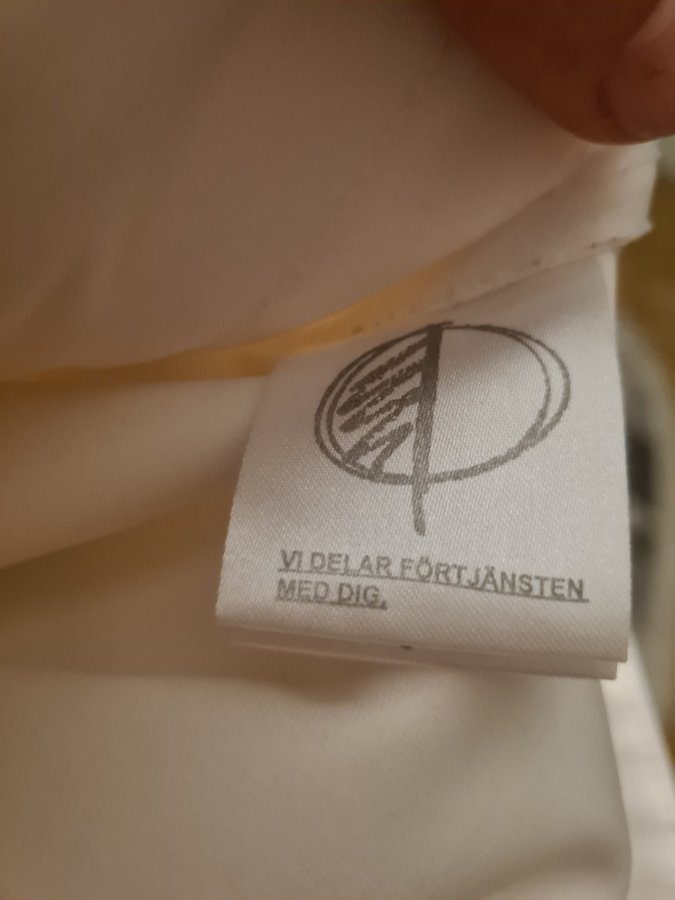 VI DELAR FÖRTJÄNSTEN
MED DIG.